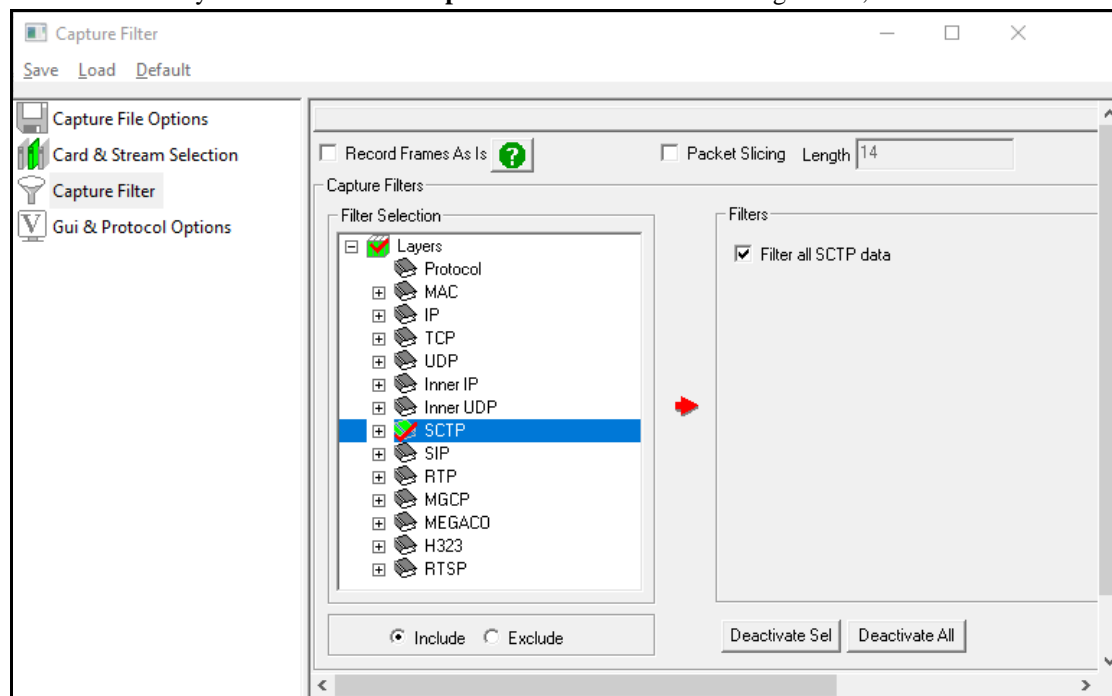 Capture Filter
Save Load Default
Capture File Options
Card & Stream Selection
Capture Filter
Gui & Protocol Options
Record Frames As Is
Packet Slicing Length 14
Capture Filters
Filter Selection
Layers
Protocol
MAC
IP
TCP
UDP
Inner IP
Inner UDP
SCTP
SIP
RTP
MGCP
MEGACO
H323
RTSP
Include Exclude
Filters
Filter all SCTP data
Deactivate Sel Deactivate All